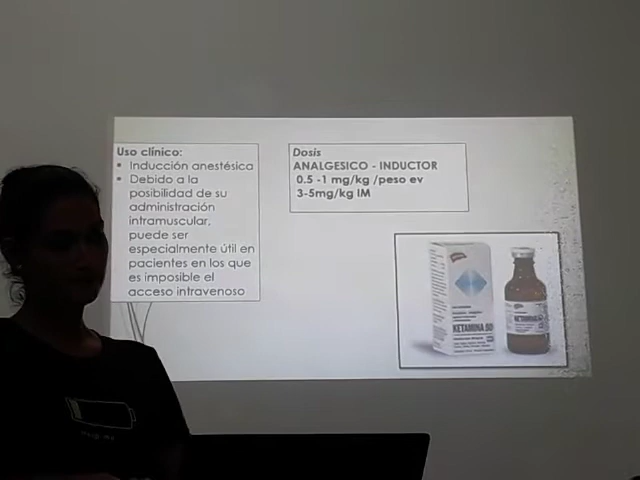 Uso clínico:
• Inducción anestésica
• Debido a la
posibilidad de su
administración
intramuscular,
puede ser
especialmente útil en
pacientes en los que
es imposible el
acceso intravenoso
Dosis
ANALGESICO - INDUCTOR
0.5 -1 mg/kg /peso ev
3-5mg/kg IM
KETAMINA 50